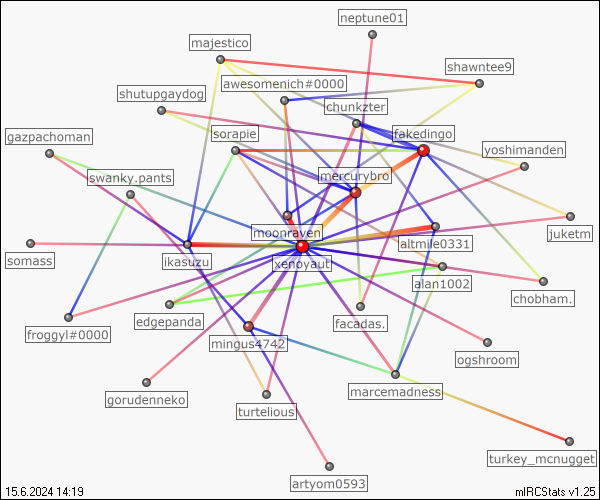 neptune01
majestico
shawntee9
awesomenich#0000
shutupgaydog
chunkzter
gazpachoman
sorapie
fakedingo
yoshimanden
swanky.pants
mercurybro
moonraven
altmile0331
juketm
somass
ikasuzu
xenoyaut
alan1002
chobham.
edgepanda
facadas.
froggyl#0000
mingus4742
ogshroom
gorudenneko
turtelious
marcemadness
turkey_mcnugget
artyom0593
15.6.2024 14:19
mIRCStats v1.25